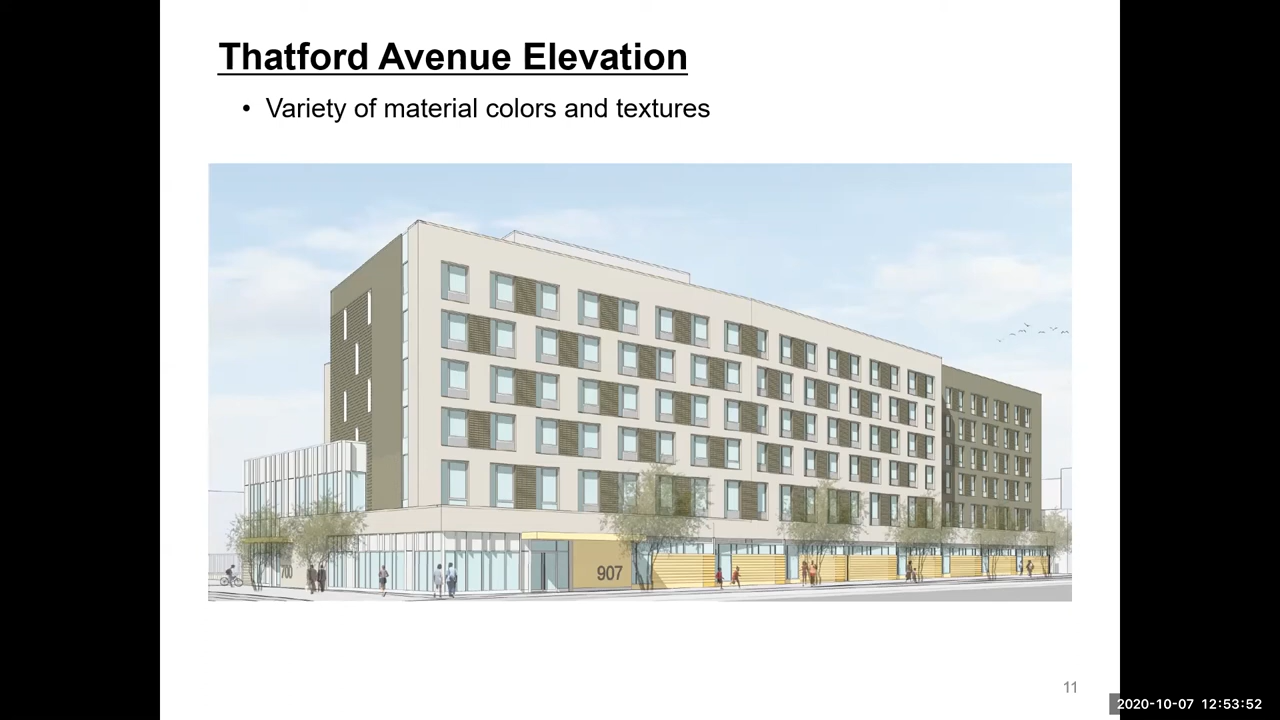 Thatford Avenue Elevation
• Variety of material colors and textures
700
907
11
2020-10-07 12:53:52